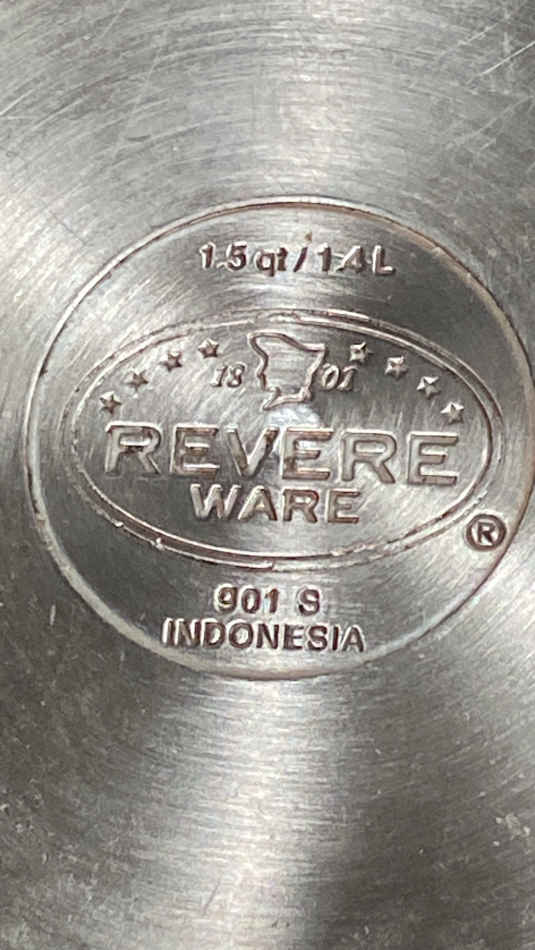 1.5 qt / 1.4 L
18 01
REVERE
WARE
®
901 S
INDONESIA